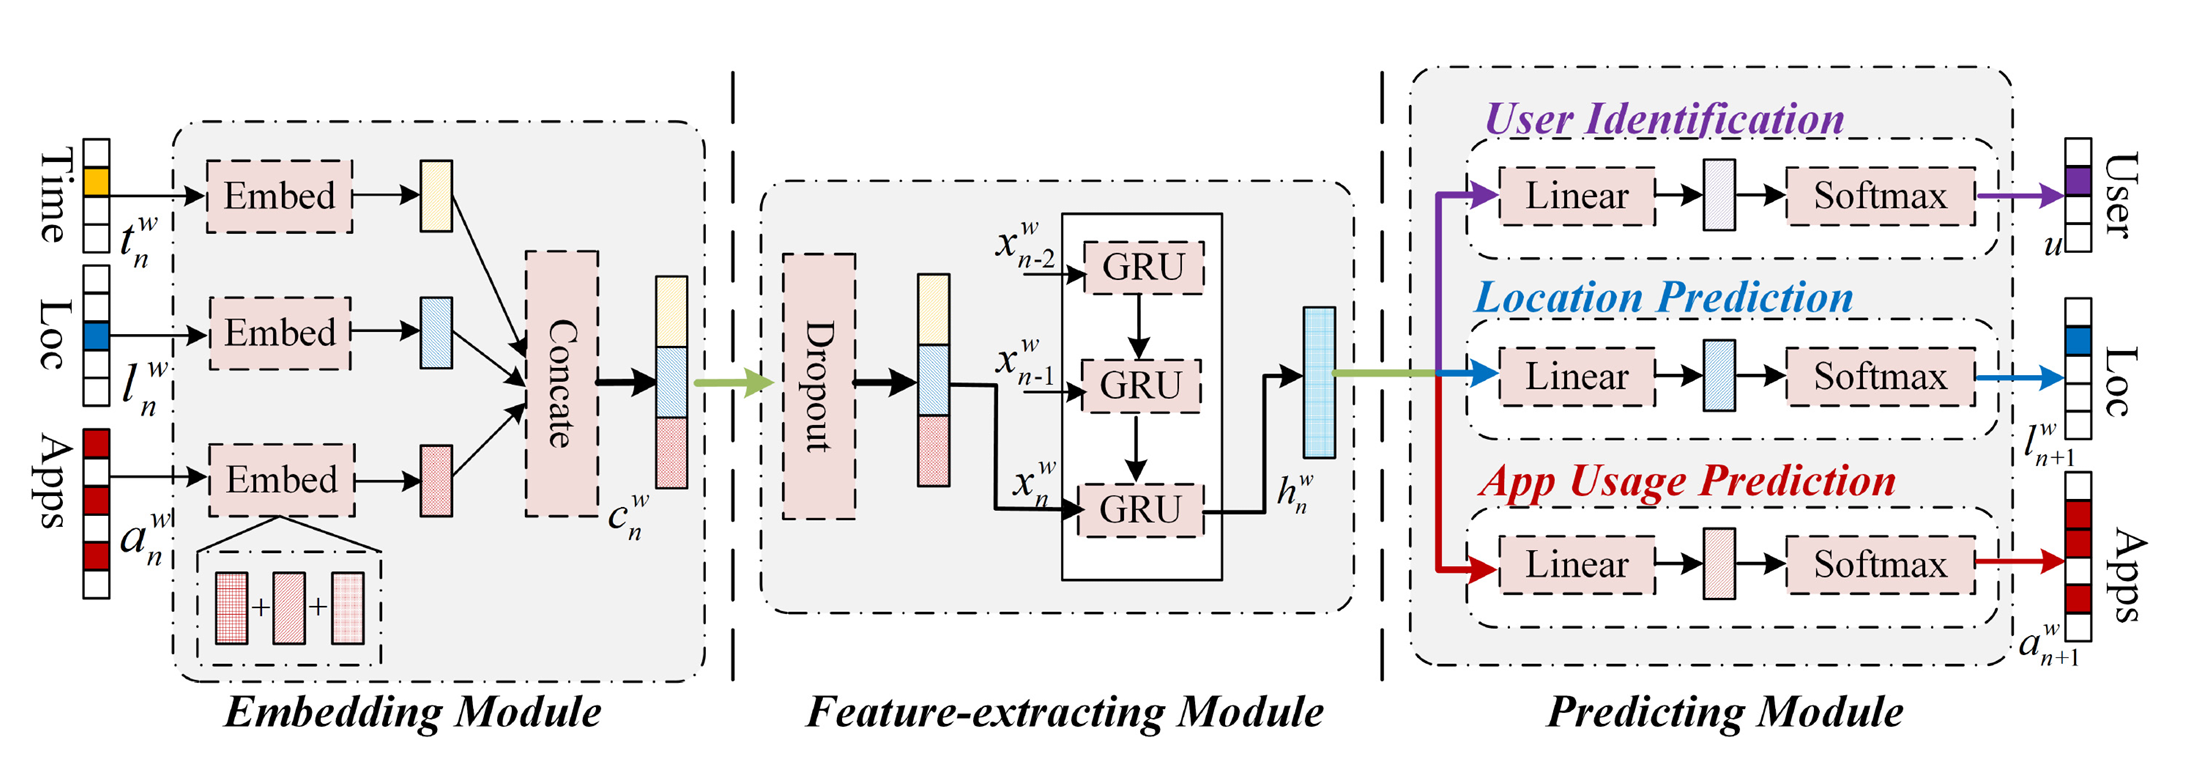 Time
t_n^w
Embed
Loc
l_n^w
Embed
Apps
a_n^w
Embed
+ +
Concate
c_n^w
Embedding Module
Dropout
x_{n-2}^w
GRU
x_{n-1}^w
GRU
x_n^w
GRU
h_n^w
Feature-extracting Module
User Identification
Linear
Softmax
User
u
Location Prediction
Linear
Softmax
Loc
l_{n+1}^w
App Usage Prediction
Linear
Softmax
Apps
a_{n+1}^w
Predicting Module